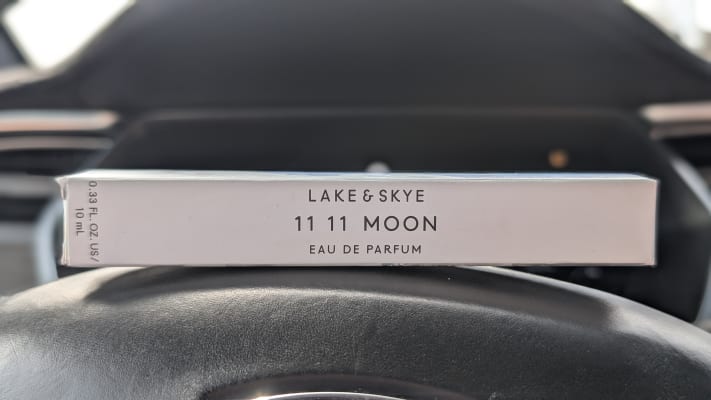 LAKE & SKYE
11 11 MOON
EAU DE PARFUM
0.33 FL. OZ. US/
10 mL